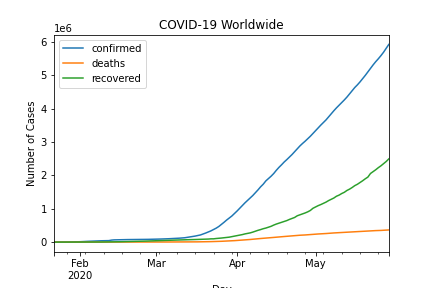 COVID-19 Worldwide
1e6
6
5
4
3
2
1
0
Number of Cases
confirmed
deaths
recovered
Feb
2020
Mar
Apr
May